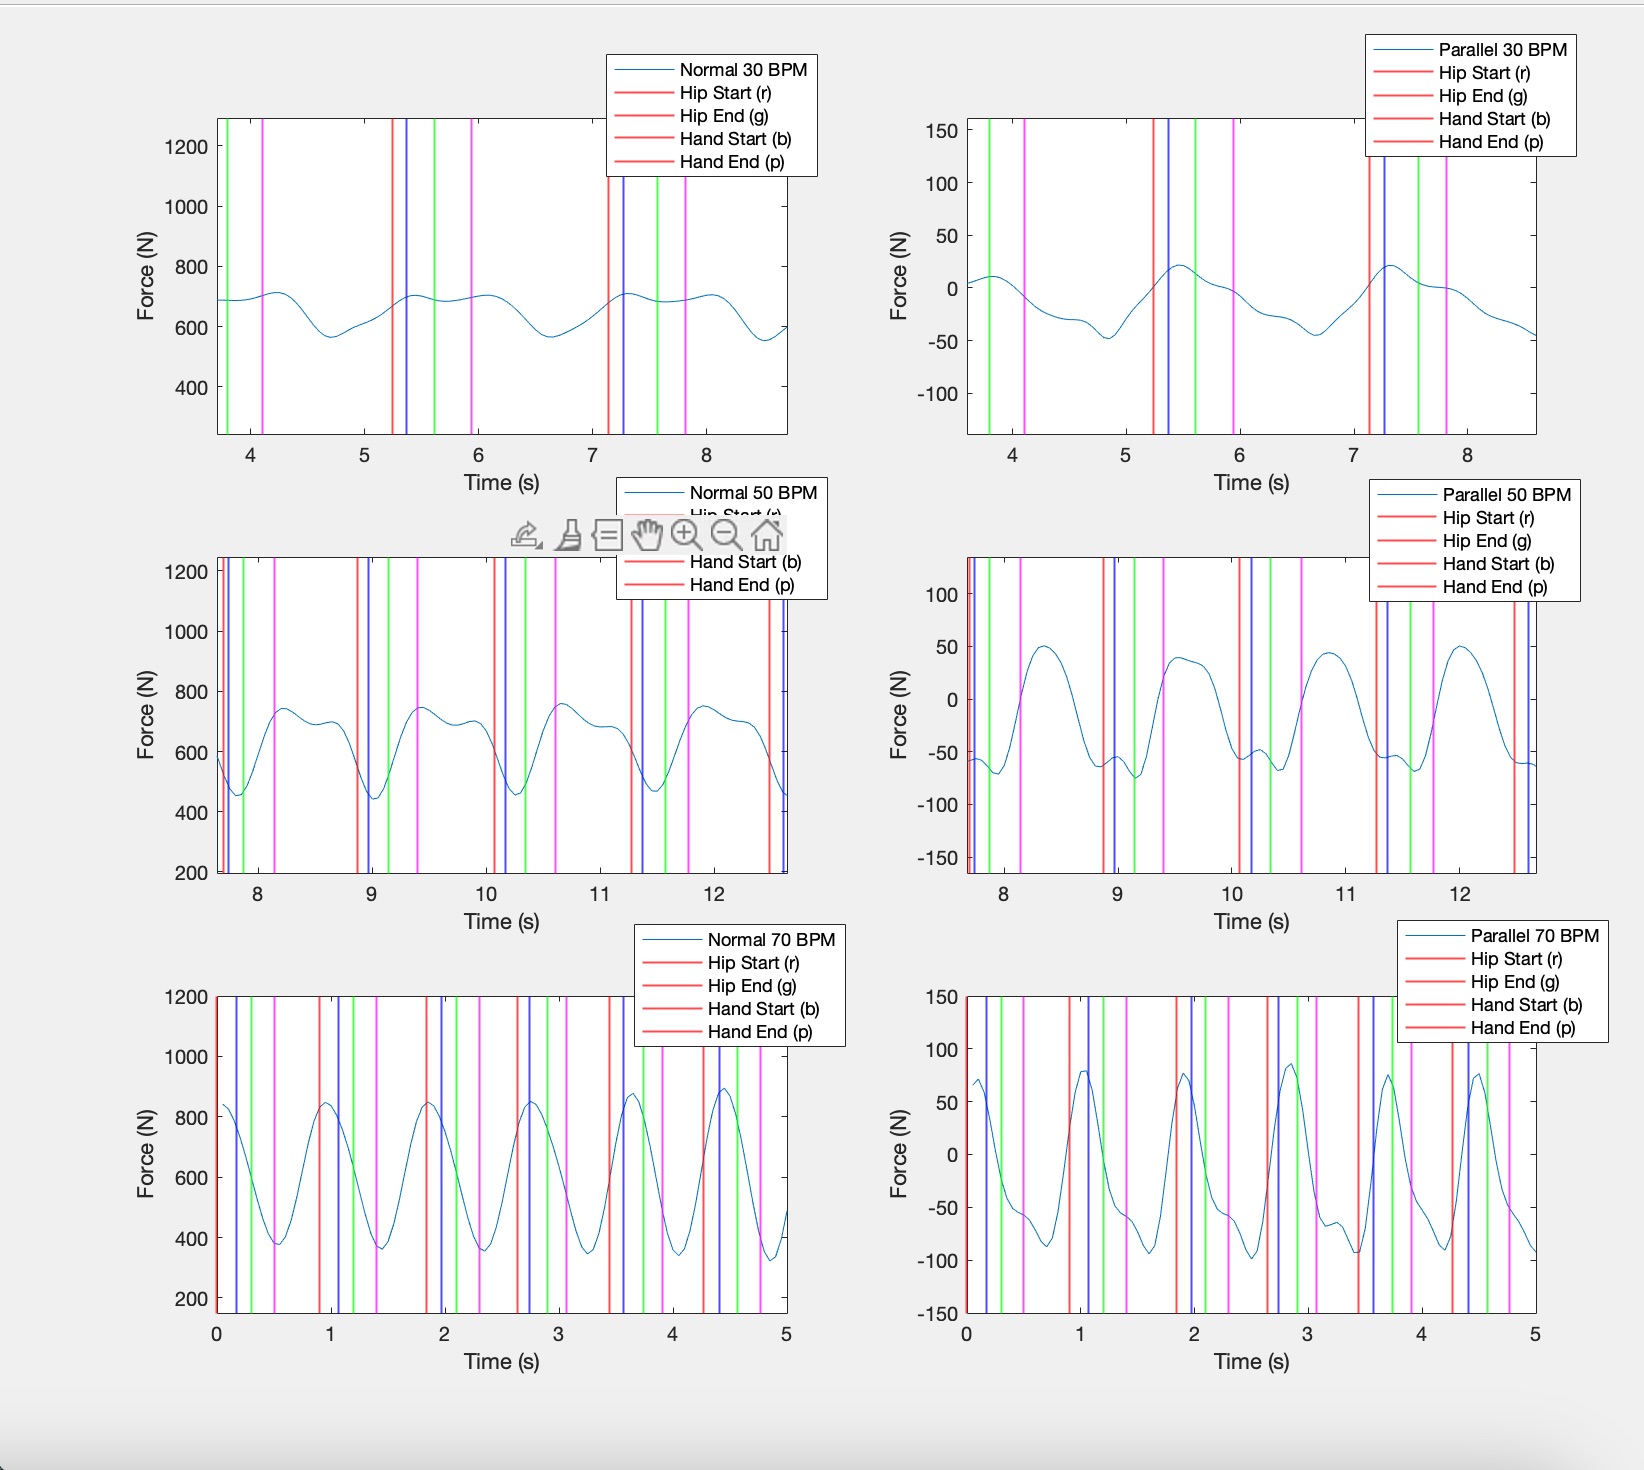 Normal 30 BPM
Hip Start (r)
Hip End (g)
Hand Start (b)
Hand End (p)
1200
1000
800
600
400
Force (N)
4 5 6 7 8
Time (s)
Parallel 30 BPM
Hip Start (r)
Hip End (g)
Hand Start (b)
Hand End (p)
150
100
50
0
-50
-100
Force (N)
4 5 6 7 8
Time (s)
Normal 50 BPM
Hip Start (r)
Hand Start (b)
Hand End (p)
1200
1000
800
600
400
200
Force (N)
8 9 10 11 12
Time (s)
Parallel 50 BPM
Hip Start (r)
Hip End (g)
Hand Start (b)
Hand End (p)
100
50
0
-50
-100
-150
Force (N)
8 9 10 11 12
Time (s)
Normal 70 BPM
Hip Start (r)
Hip End (g)
Hand Start (b)
Hand End (p)
1200
1000
800
600
400
200
Force (N)
0 1 2 3 4 5
Time (s)
Parallel 70 BPM
Hip Start (r)
Hip End (g)
Hand Start (b)
Hand End (p)
150
100
50
0
-50
-100
-150
Force (N)
0 1 2 3 4 5
Time (s)